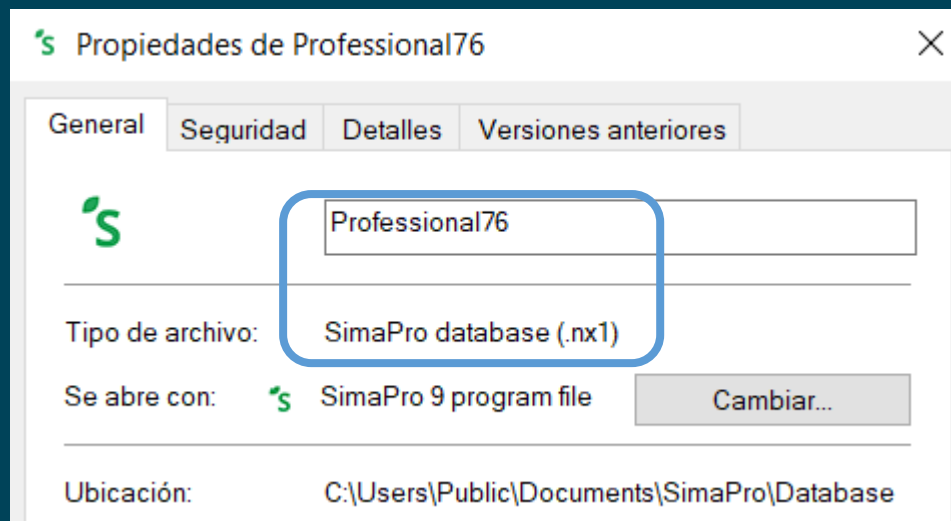 Propiedades de Professional76
General Seguridad Detalles Versiones anteriores
Professional76
Tipo de archivo: SimaPro database (.nx1)
Se abre con: SimaPro 9 program file Cambiar...
Ubicación: C:\Users\Public\Documents\SimaPro\Database